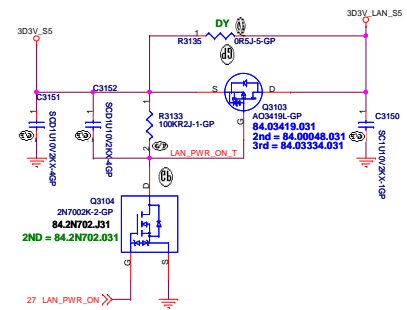 3D3V_S5
3D3V_LAN_S5
DY
R3135
1
2
0R5J-5-GP
C3151
SCD1U10V2KX-4GP
C3152
SCD1U10V2KX-4GP
1
R3133
100KR2J-1-GP
2
S
D
G
Q3103
AO3419L-GP
84.03419.031
2nd = 84.00048.031
3rd = 84.03334.031
C3150
SC1U10V2KX-1GP
LAN_PWR_ON_T
D
Q3104
2N7002K-2-GP
84.2N702.J31
2ND = 84.2N702.031
G
S
27 LAN_PWR_ON